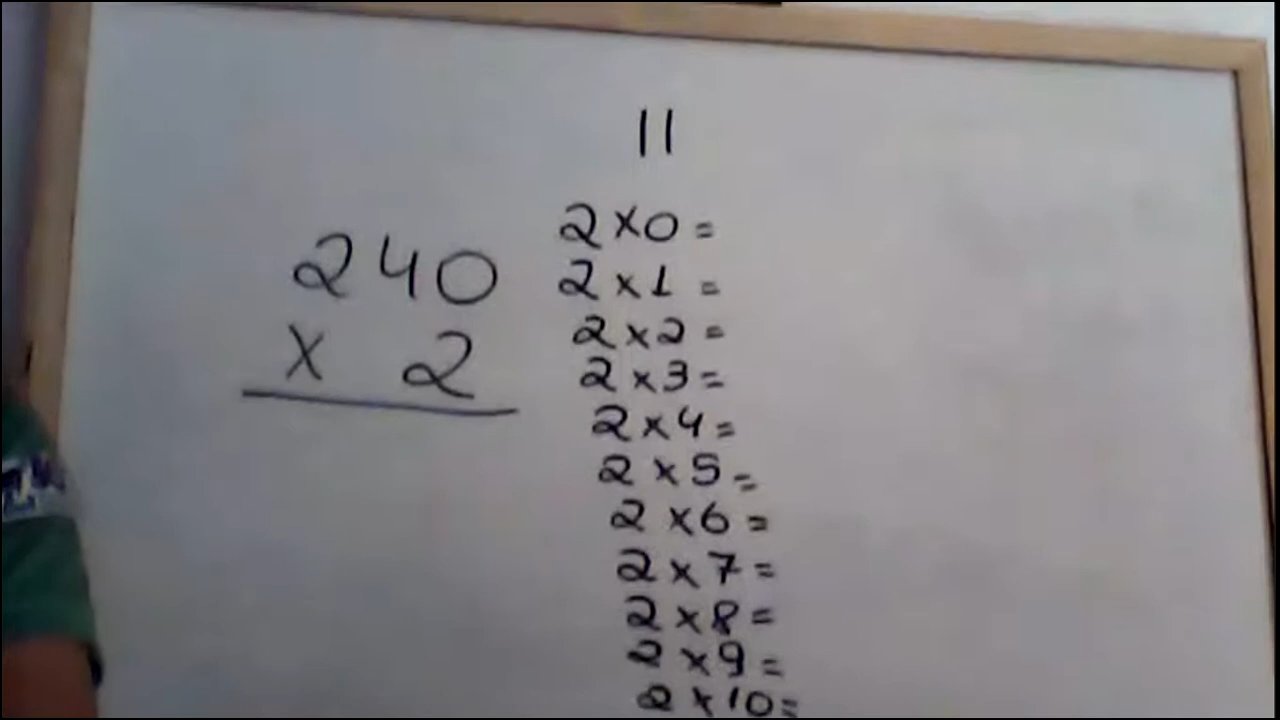 11
240
x 2
2x0=
2x1=
2x2=
2x3=
2x4=
2x5=
2x6=
2x7=
2x8=
2x9=
2x10=